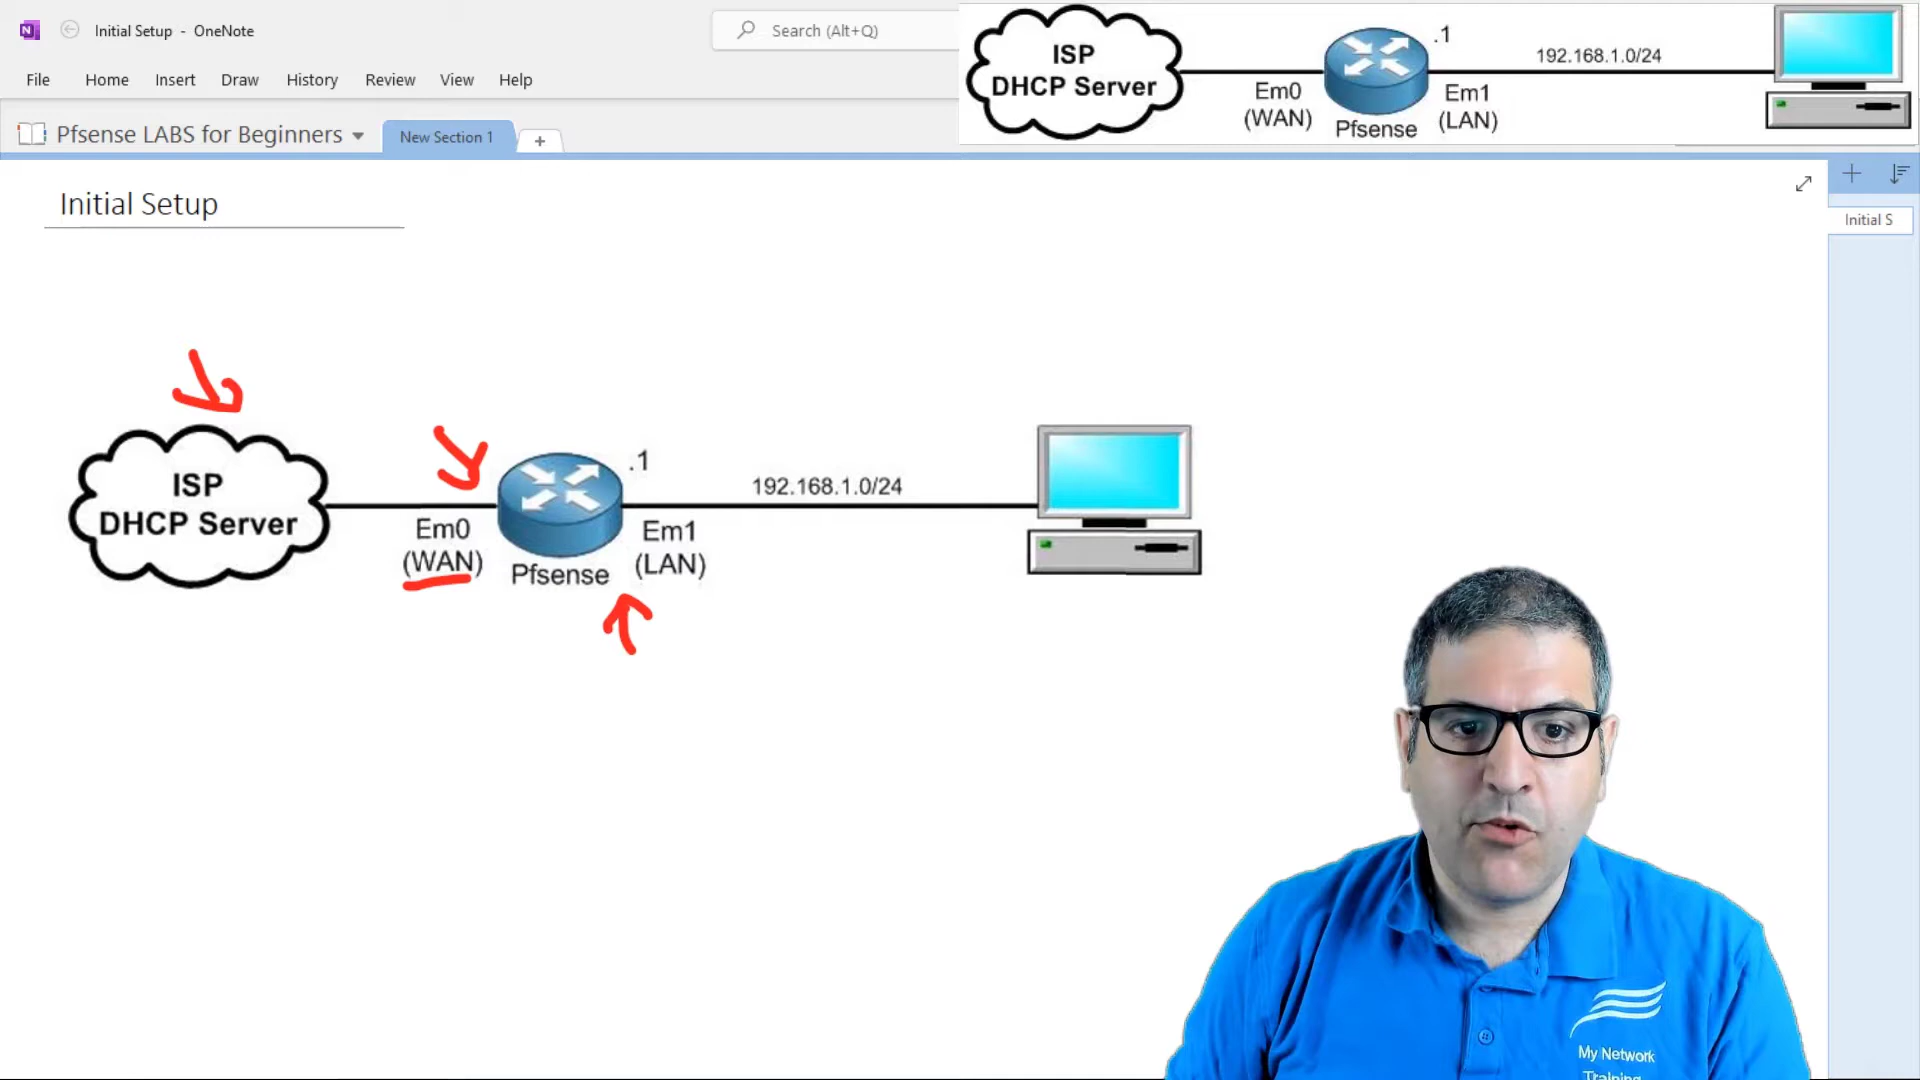 Initial Setup - OneNote
Search (Alt+Q)
File Home Insert Draw History Review View Help
Pfsense LABS for Beginners
New Section 1
ISP
DHCP Server
Em0
(WAN)
Pfsense
.1
Em1
(LAN)
192.168.1.0/24
Initial S
Initial Setup
ISP
DHCP Server
Em0
(WAN)
Pfsense
.1
Em1
(LAN)
192.168.1.0/24
My Network
Training